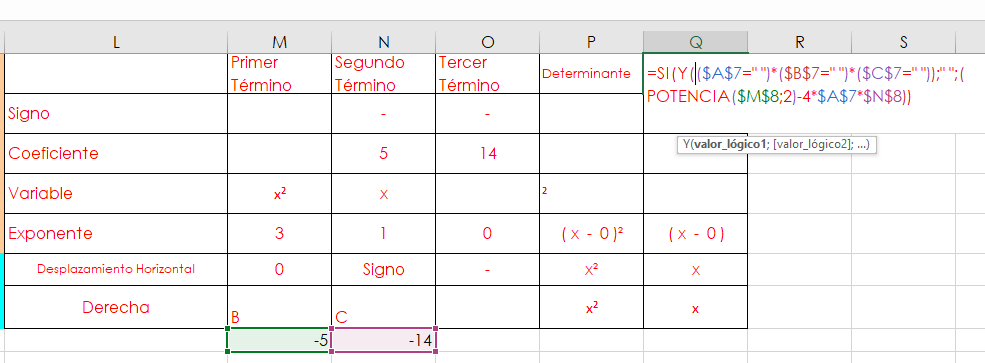 L M N O P Q R S
Primer Término Segundo Término Tercer Término Determinante =SI(Y(($A$7=" ")*($B$7=" ")*($C$7=" "));" ";(
POTENCIA($M$8;2)-4*$A$7*$N$8))
Signo - -
Y(valor_lógico1; [valor_lógico2]; ...)
Coeficiente 5 14
Variable x² x ²
Exponente 3 1 0 ( x - 0 )² ( x - 0 )
Desplazamiento Horizontal 0 Signo - x² x
Derecha x² x
B C
-5 -14